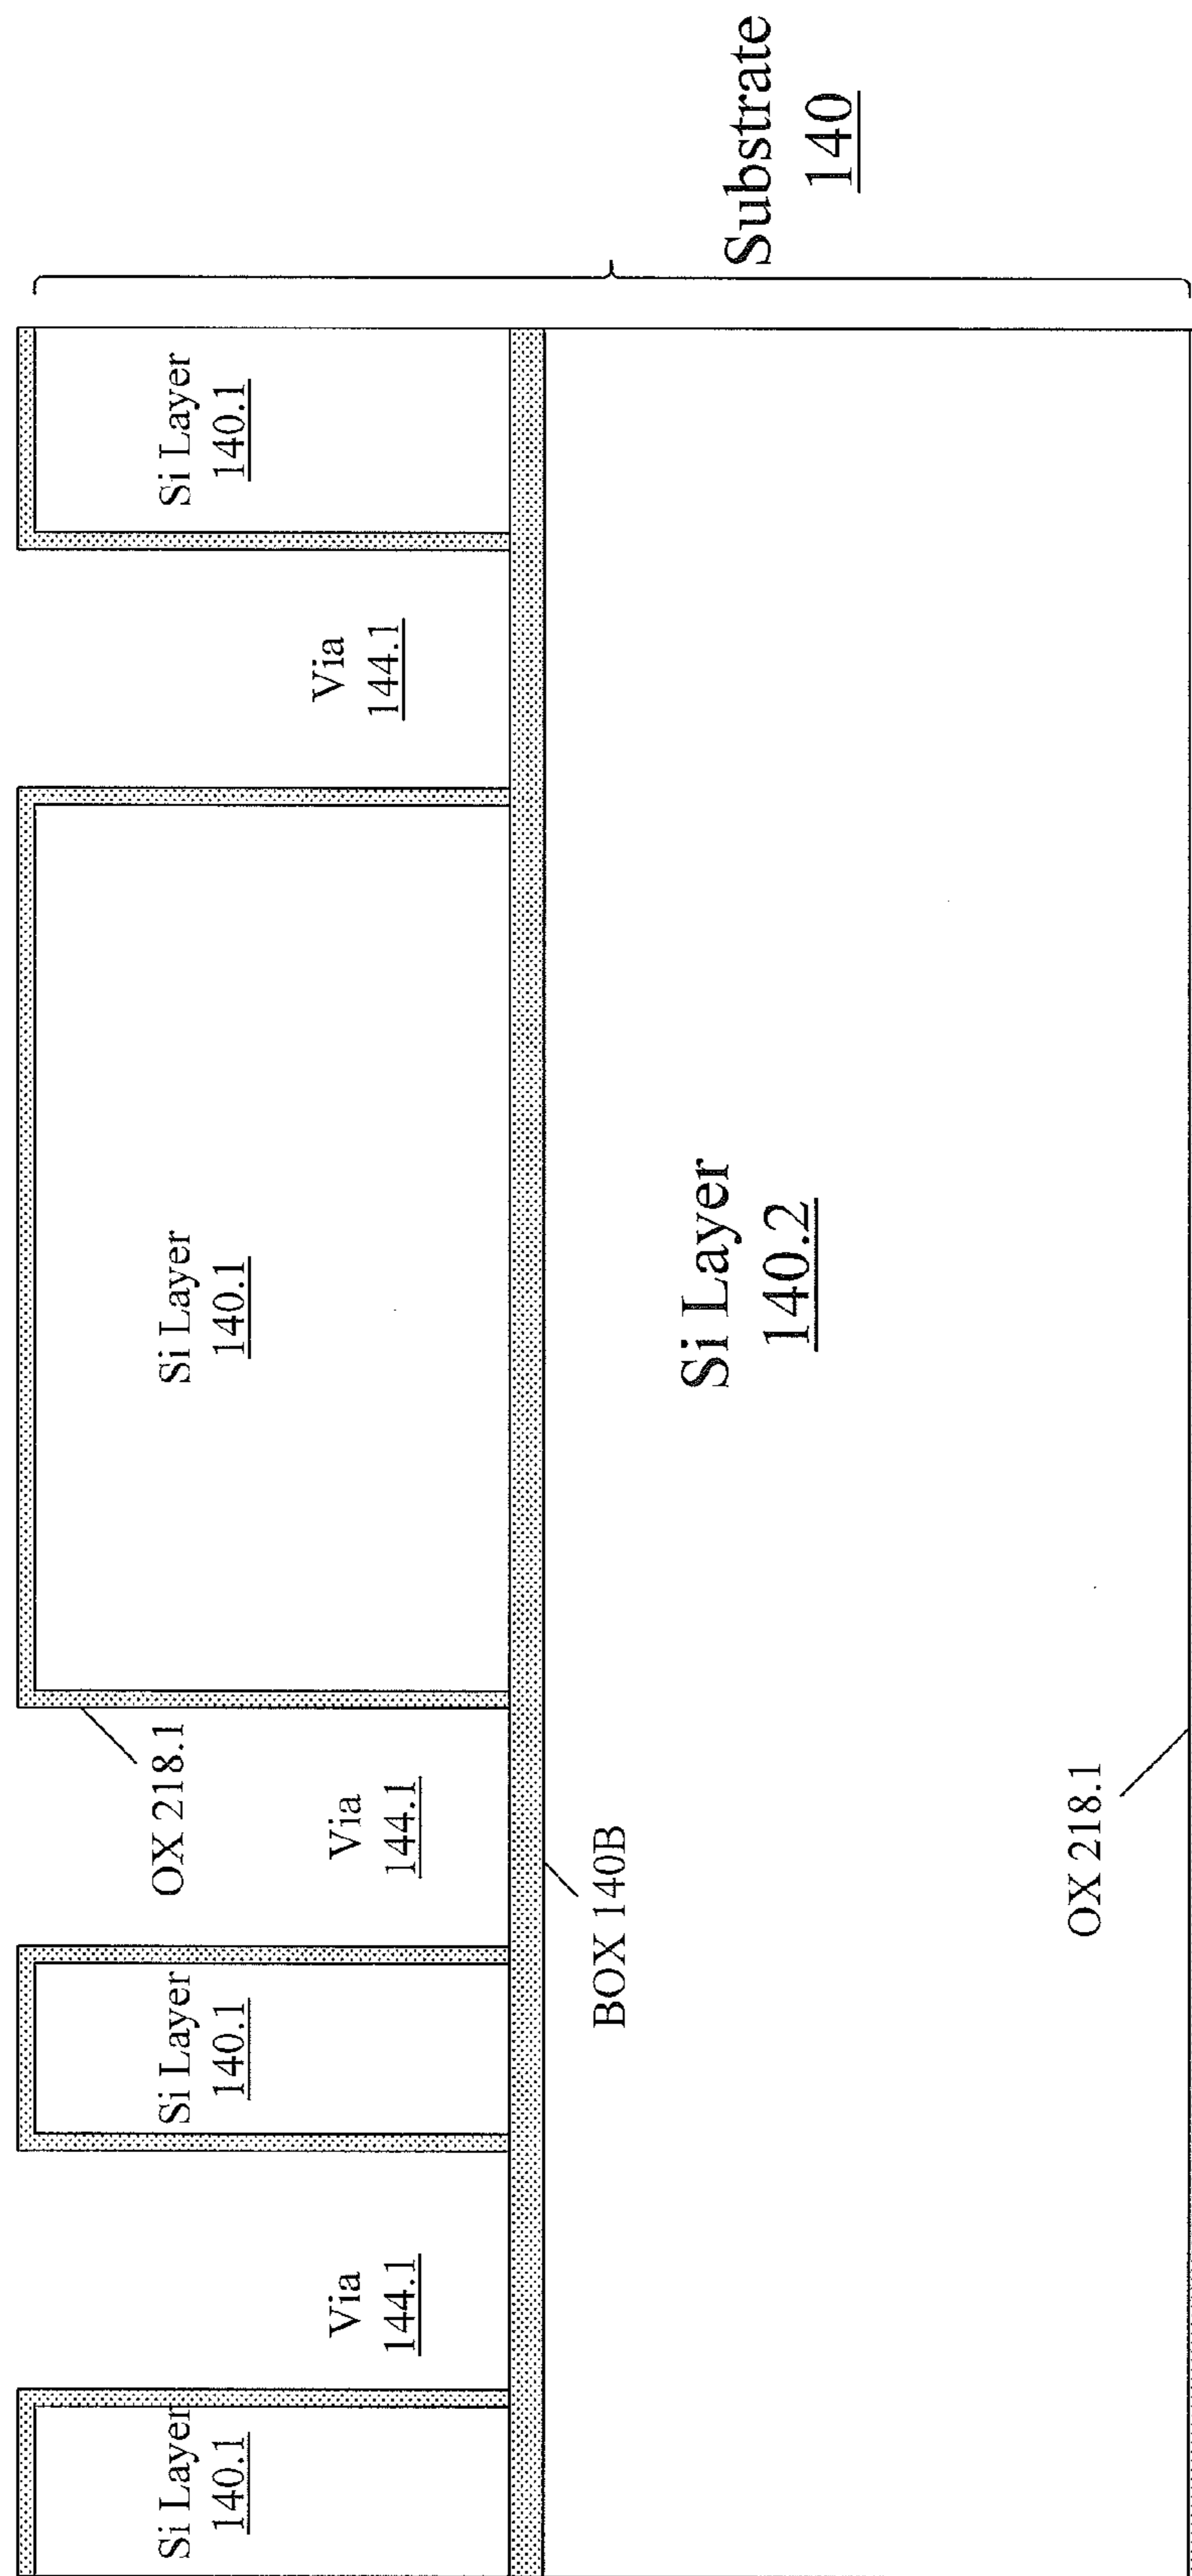 Si Layer
140.1
Via
144.1
Si Layer
140.1
OX 218.1
Via
144.1
Si Layer
140.1
Via
144.1
Si Layer
140.1
BOX 140B
Si Layer
140.2
Substrate
140
OX 218.1